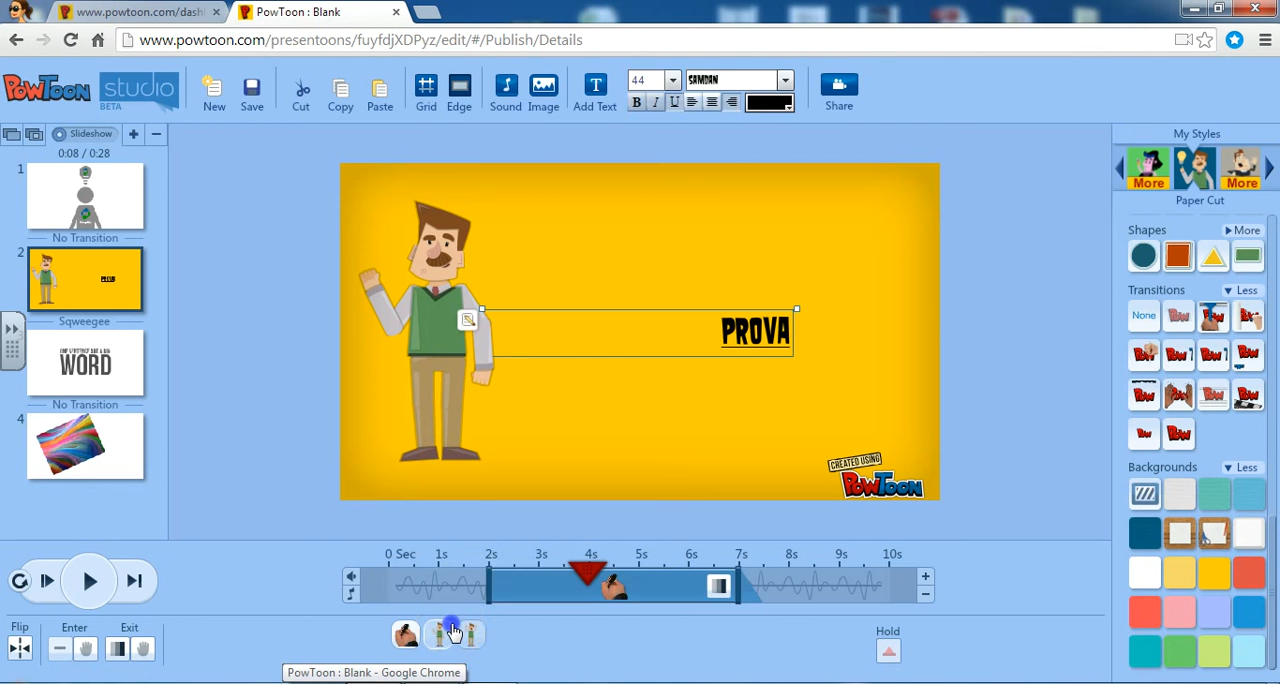 www.powtoon.com/dash
PowToon : Blank
www.powtoon.com/presentoons/fuyfdjXDPyz/edit/#/Publish/Details
POWTOON studio
BETA
New
Save
Cut
Copy
Paste
Grid
Edge
Sound
Image
Add Text
44
SAMDAN
B I U
Share
Slideshow
0:08 / 0:28
1
No Transition
2
PROVA
Sqweegee
WORD
No Transition
4
PROVA
CREATED USING
POWTOON
My Styles
More
More
Paper Cut
Shapes
More
Transitions
Less
None
Backgrounds
Less
0 Sec 1s 2s 3s 4s 5s 6s 7s 8s 9s 10s
Flip
Enter
Exit
Hold
PowToon : Blank - Google Chrome